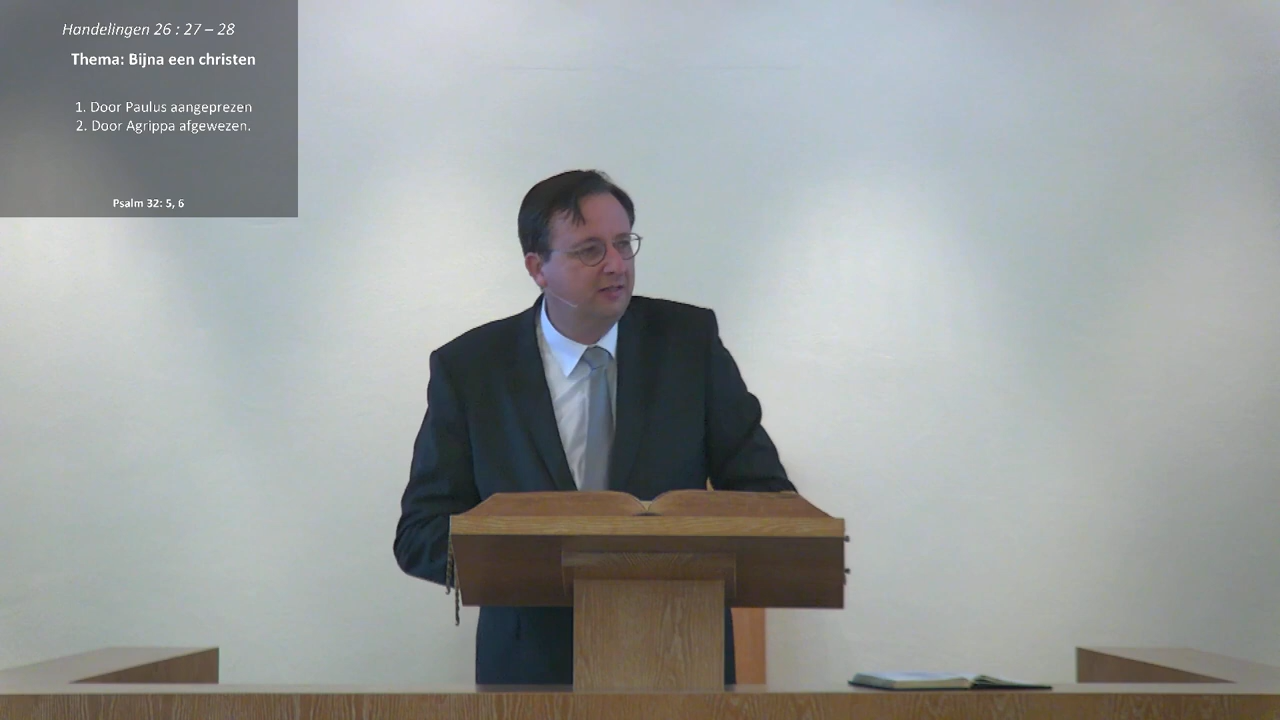 Handelingen 26 : 27 – 28
Thema: Bijna een christen
1. Door Paulus aangeprezen
2. Door Agrippa afgewezen.
Psalm 32: 5, 6